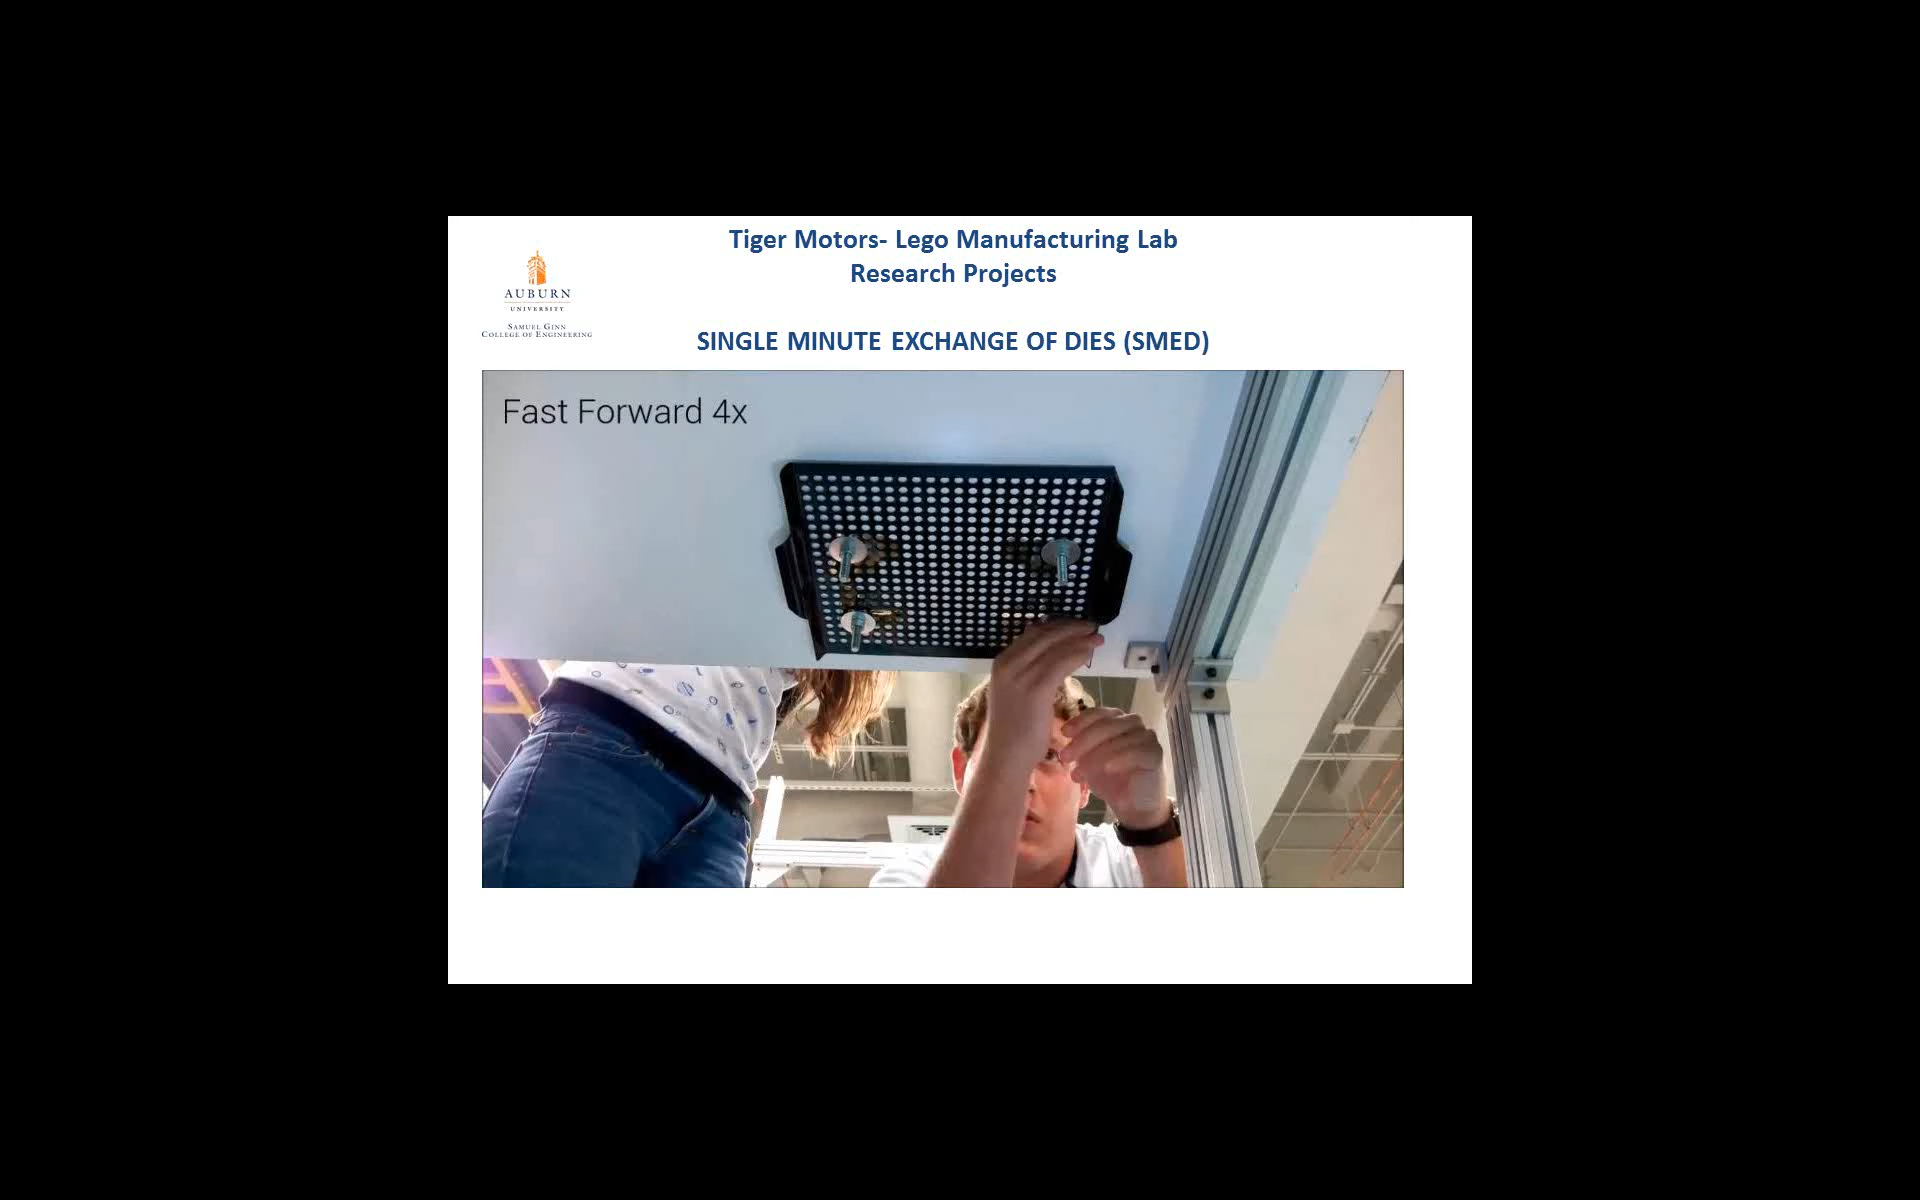 Tiger Motors- Lego Manufacturing Lab
Research Projects
AUBURN
UNIVERSITY
SAMUEL GINN
COLLEGE OF ENGINEERING
SINGLE MINUTE EXCHANGE OF DIES (SMED)
Fast Forward 4x